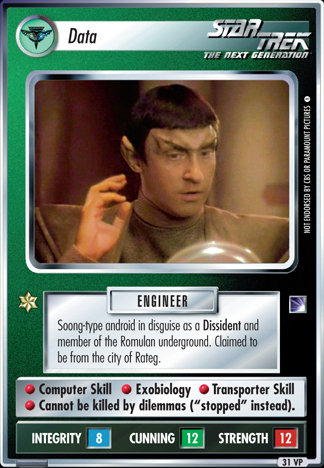 Data
STAR TREK
THE NEXT GENERATION
NOT ENDORSED BY CBS OR PARAMOUNT PICTURES
ENGINEER
Soong-type android in disguise as a Dissident and
member of the Romulan underground. Claimed to
be from the city of Rateg.
Computer Skill Exobiology Transporter Skill
Cannot be killed by dilemmas ("stopped" instead).
INTEGRITY 8 CUNNING 12 STRENGTH 12
31 VP